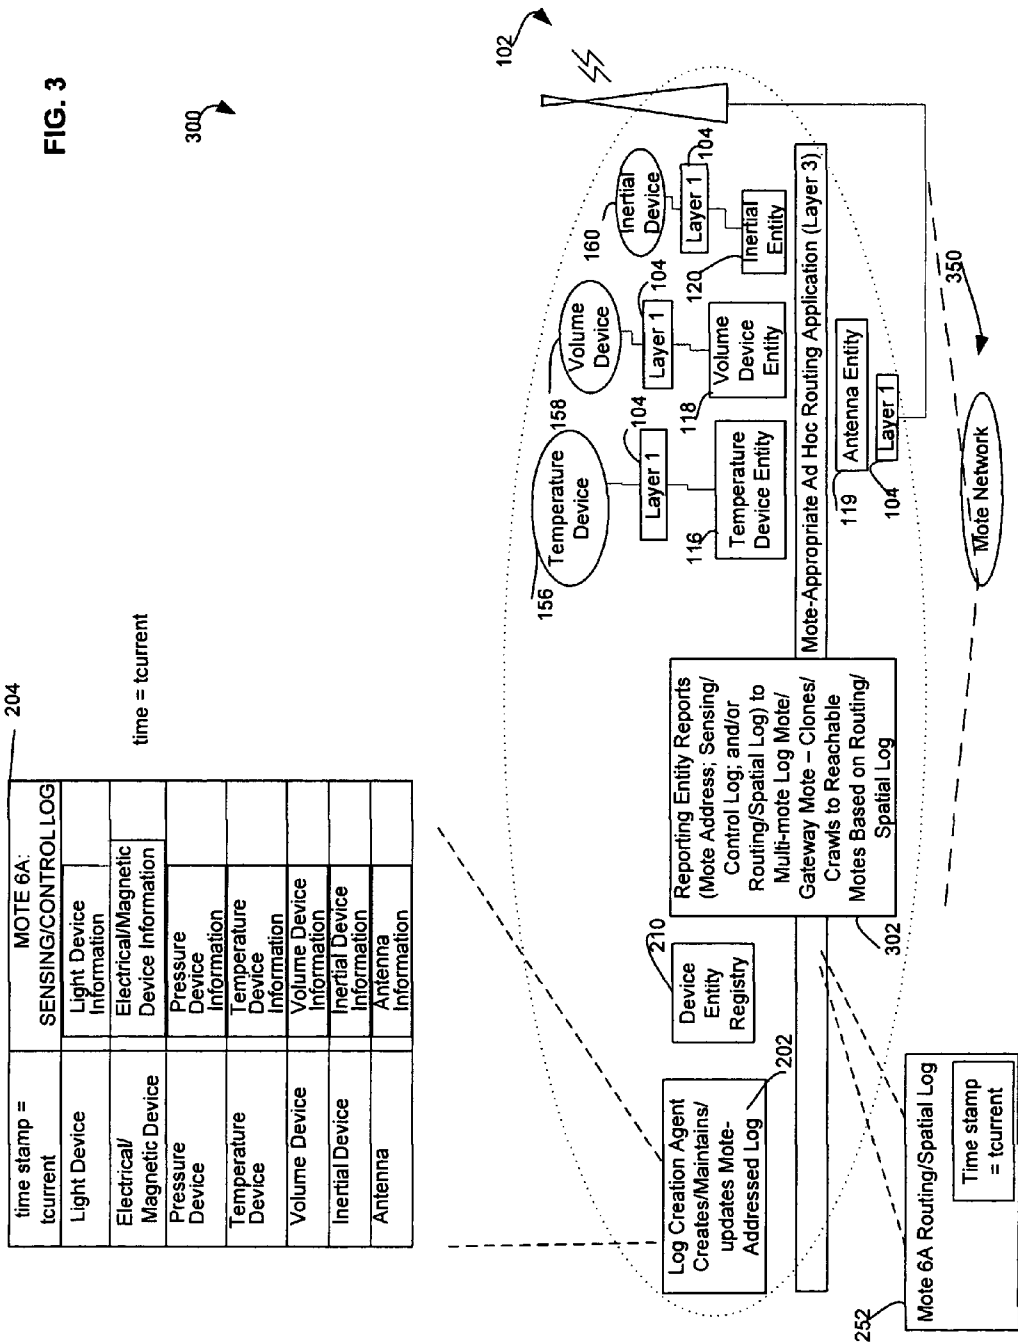 FIG. 3
300
204
time stamp =
tcurrent
MOTE 6A:
SENSING/CONTROL LOG
Light Device
Light Device
Information
Electrical/
Magnetic Device
Electrical/Magnetic
Device Information
Pressure
Device
Pressure
Device
Information
Temperature
Device
Temperature
Device
Information
Volume Device
Volume Device
Information
Inertial Device
Inertial Device
Information
Antenna
Antenna
Information
time = tcurrent
102
156
Temperature
Device
158
Volume
Device
160
Inertial
Device
Layer 1
104
Layer 1
104
Layer 1
104
116
Temperature
Device Entity
118
Volume
Device
Entity
120
Inertial
Entity
Log Creation Agent
Creates/Maintains/
updates Mote-
Addressed Log
202
210
Device
Entity
Registry
Reporting Entity Reports
(Mote Address; Sensing/
Control Log; and/or
Routing/Spatial Log) to
Multi-mote Log Mote/
Gateway Mote – Clones/
Crawls to Reachable
Motes Based on Routing/
Spatial Log
302
Mote-Appropriate Ad Hoc Routing Application (Layer 3)
119
Antenna Entity
104
Layer 1
252
Mote 6A Routing/Spatial Log
Time stamp
= tcurrent
Mote Network
350